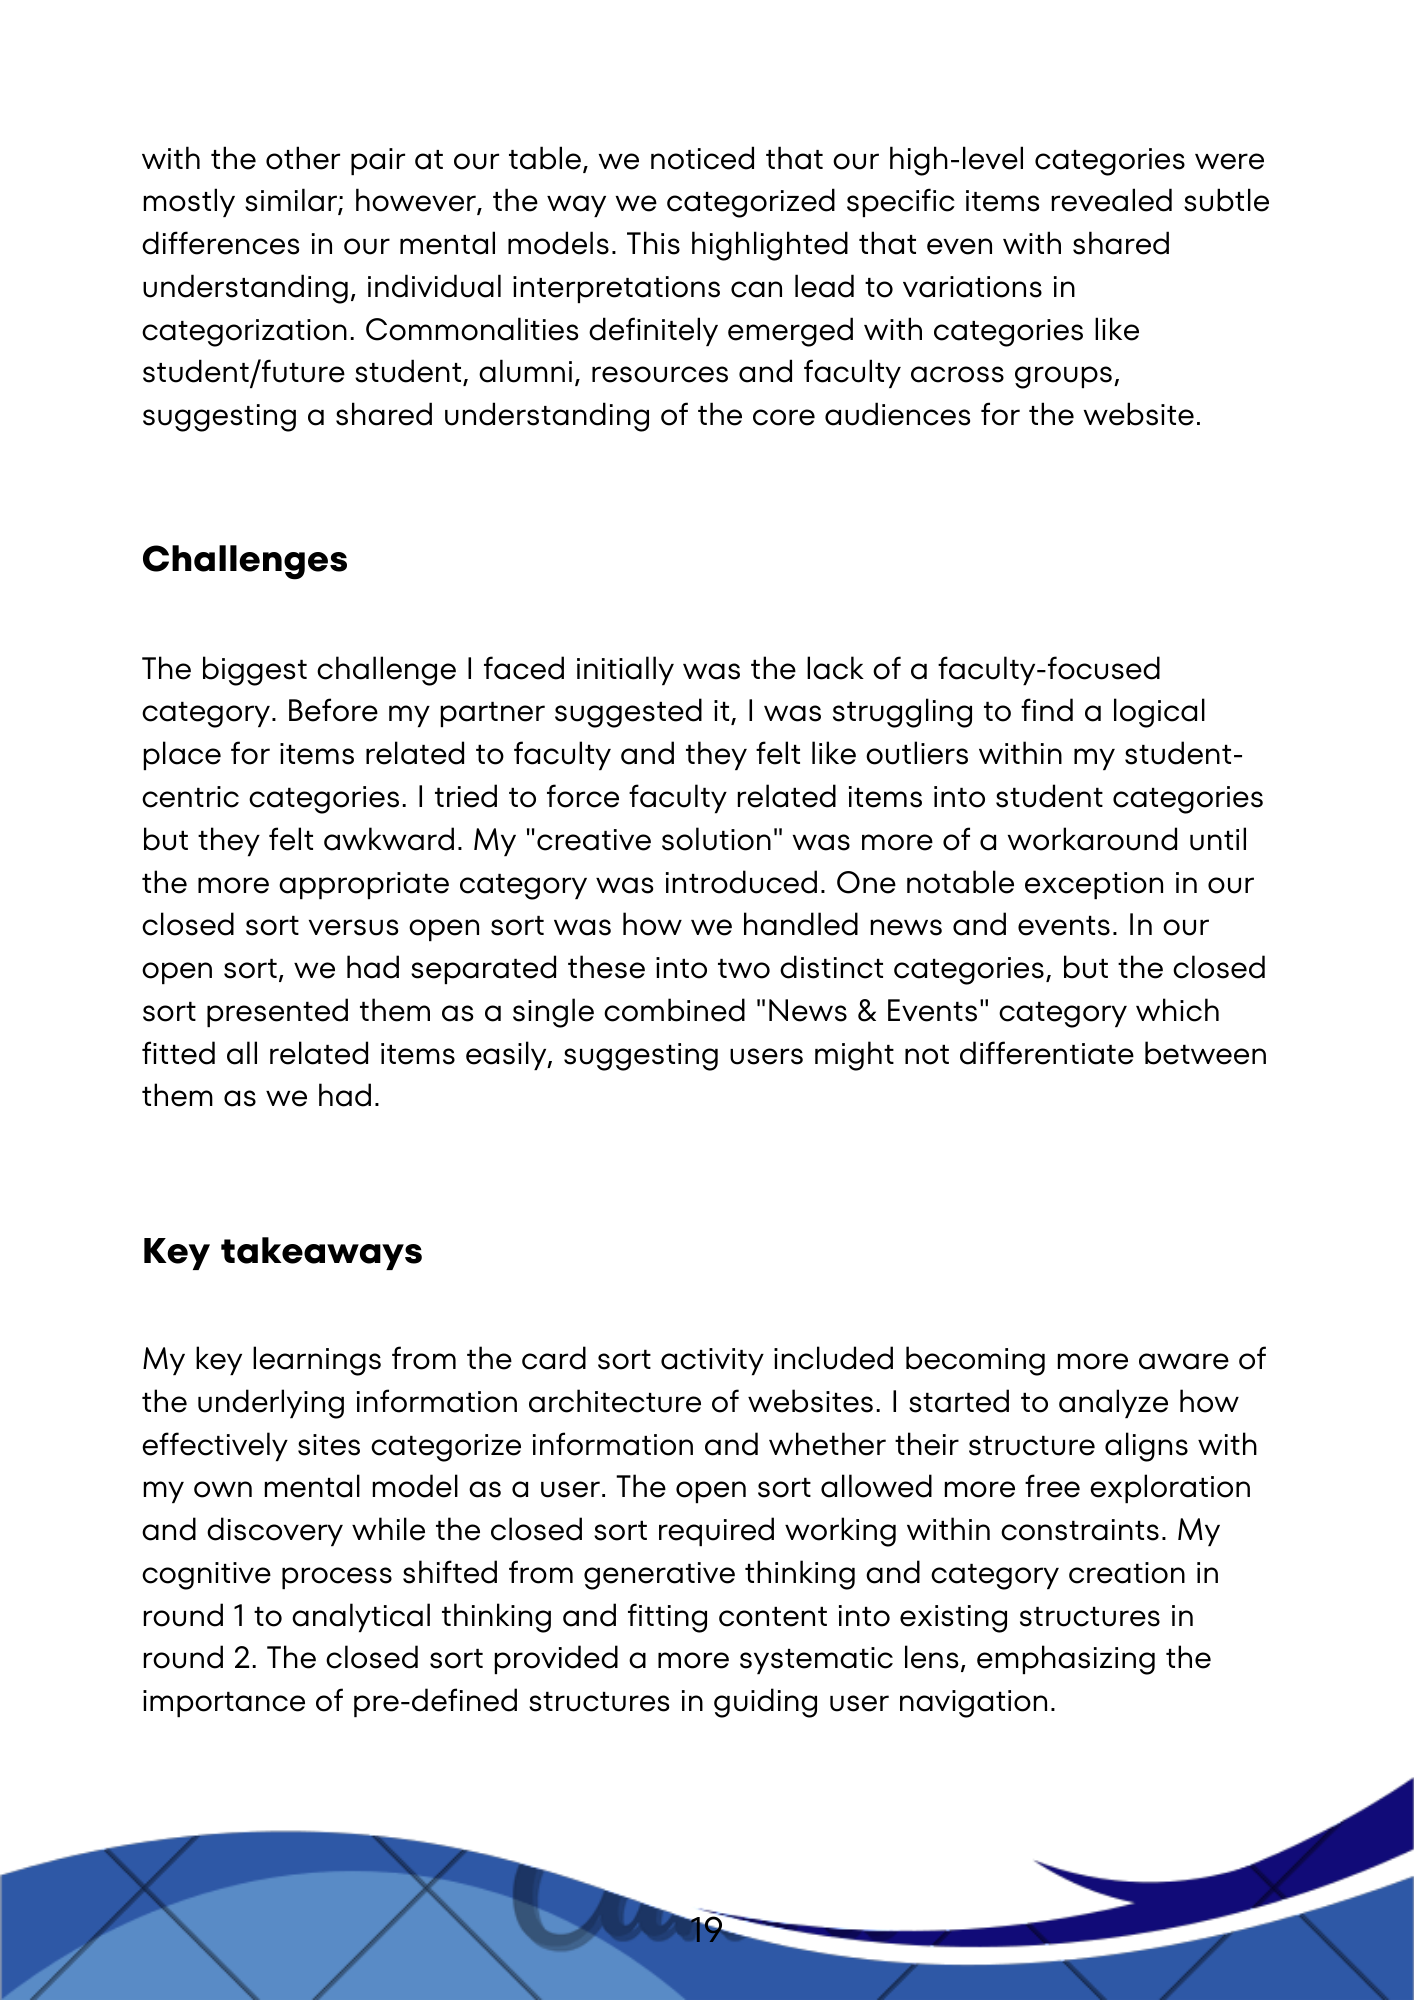 with the other pair at our table, we noticed that our high-level categories were
mostly similar; however, the way we categorized specific items revealed subtle
differences in our mental models. This highlighted that even with shared
understanding, individual interpretations can lead to variations in
categorization. Commonalities definitely emerged with categories like
student/future student, alumni, resources and faculty across groups,
suggesting a shared understanding of the core audiences for the website.
Challenges
The biggest challenge I faced initially was the lack of a faculty-focused
category. Before my partner suggested it, I was struggling to find a logical
place for items related to faculty and they felt like outliers within my student-
centric categories. I tried to force faculty related items into student categories
but they felt awkward. My "creative solution" was more of a workaround until
the more appropriate category was introduced. One notable exception in our
closed sort versus open sort was how we handled news and events. In our
open sort, we had separated these into two distinct categories, but the closed
sort presented them as a single combined "News & Events" category which
fitted all related items easily, suggesting users might not differentiate between
them as we had.
Key takeaways
My key learnings from the card sort activity included becoming more aware of
the underlying information architecture of websites. I started to analyze how
effectively sites categorize information and whether their structure aligns with
my own mental model as a user. The open sort allowed more free exploration
and discovery while the closed sort required working within constraints. My
cognitive process shifted from generative thinking and category creation in
round 1 to analytical thinking and fitting content into existing structures in
round 2. The closed sort provided a more systematic lens, emphasizing the
importance of pre-defined structures in guiding user navigation.
19